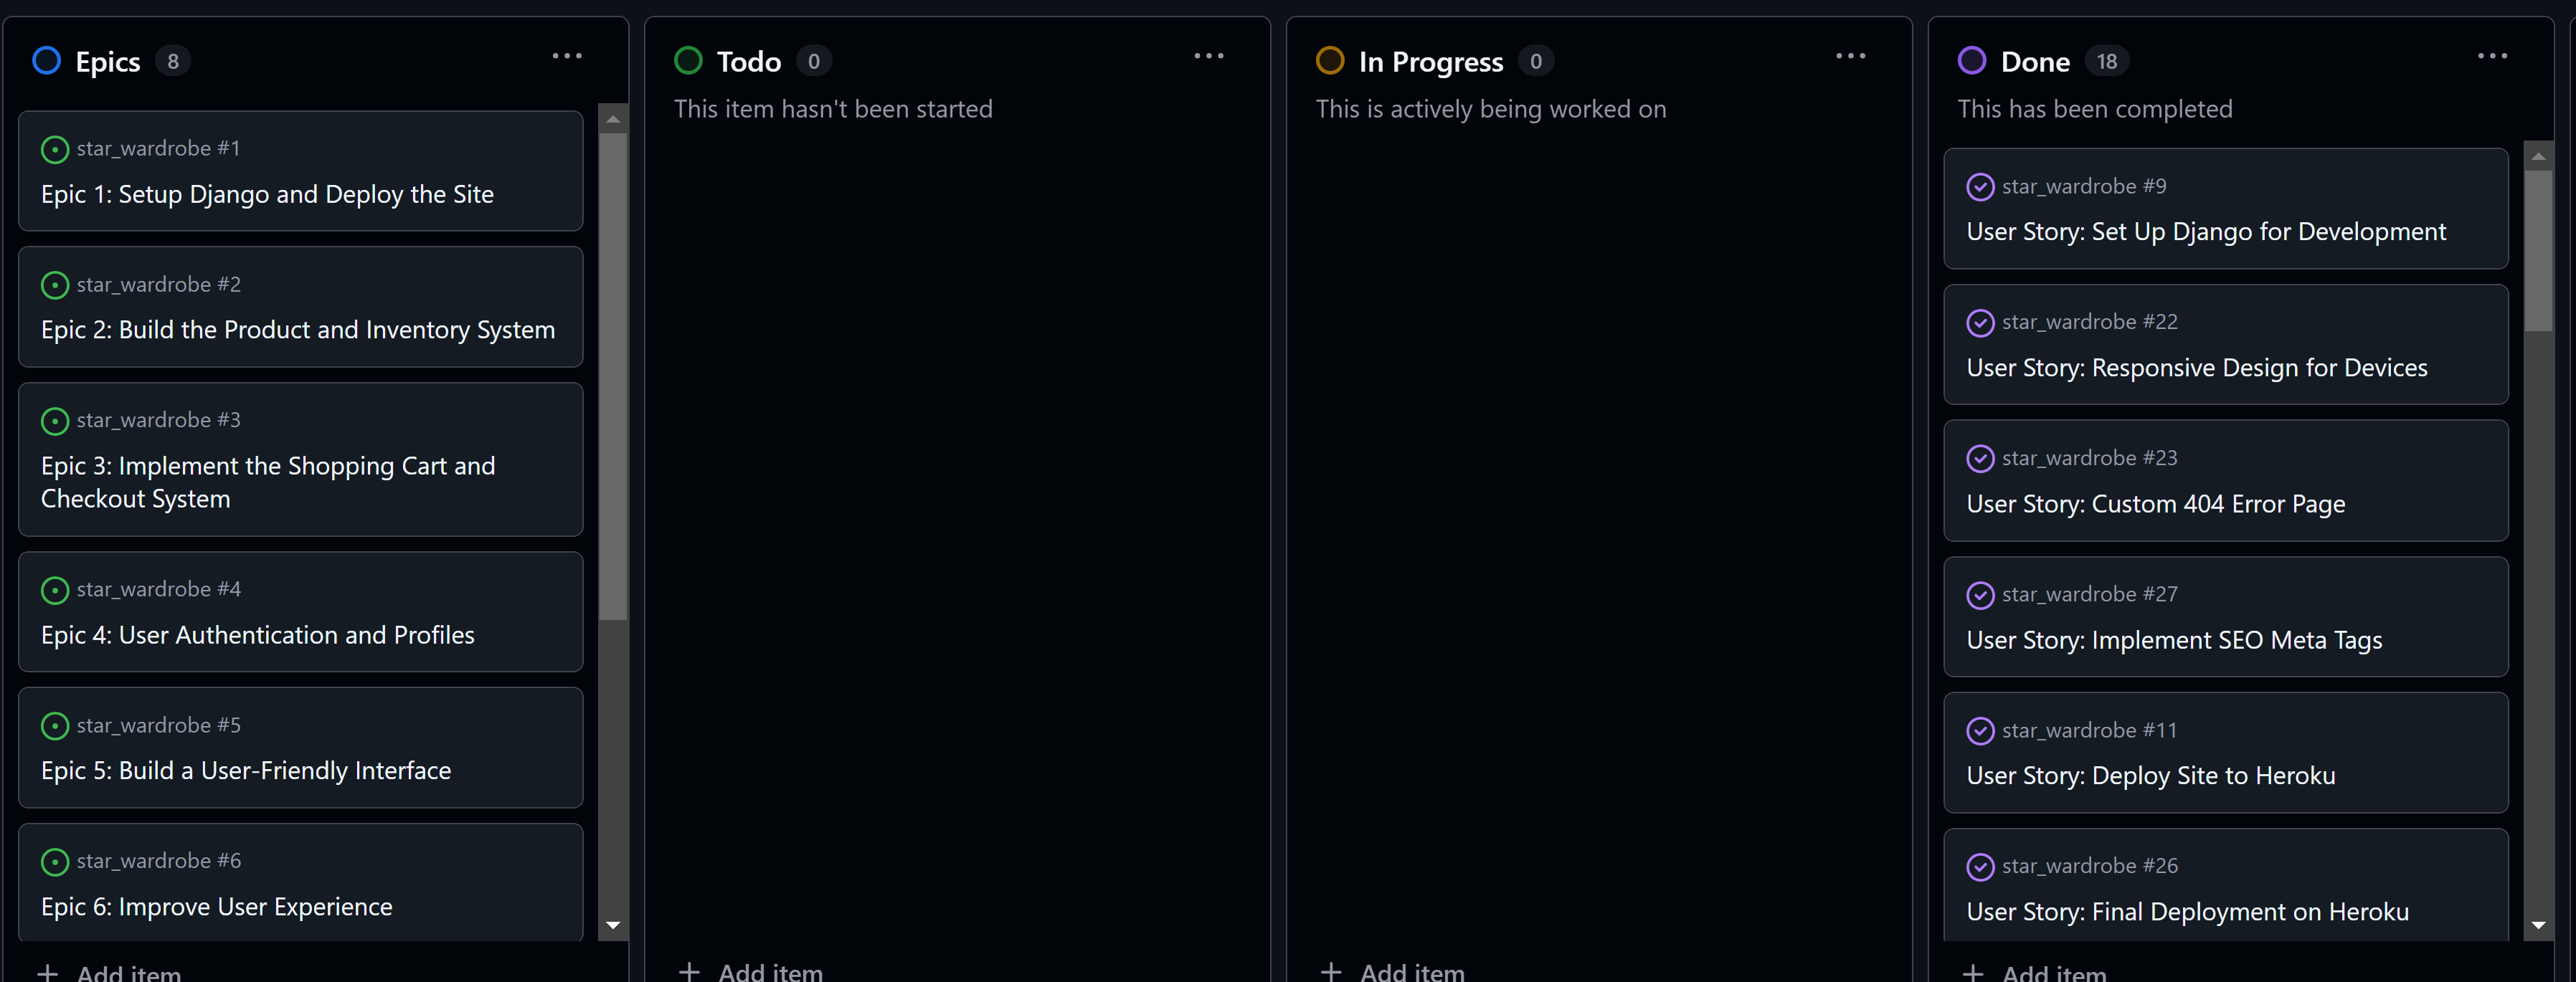 Epics 8
star_wardrobe #1
Epic 1: Setup Django and Deploy the Site
star_wardrobe #2
Epic 2: Build the Product and Inventory System
star_wardrobe #3
Epic 3: Implement the Shopping Cart and
Checkout System
star_wardrobe #4
Epic 4: User Authentication and Profiles
star_wardrobe #5
Epic 5: Build a User-Friendly Interface
star_wardrobe #6
Epic 6: Improve User Experience
Add item
Todo 0
This item hasn't been started
Add item
In Progress 0
This is actively being worked on
Add item
Done 18
This has been completed
star_wardrobe #9
User Story: Set Up Django for Development
star_wardrobe #22
User Story: Responsive Design for Devices
star_wardrobe #23
User Story: Custom 404 Error Page
star_wardrobe #27
User Story: Implement SEO Meta Tags
star_wardrobe #11
User Story: Deploy Site to Heroku
star_wardrobe #26
User Story: Final Deployment on Heroku
Add item